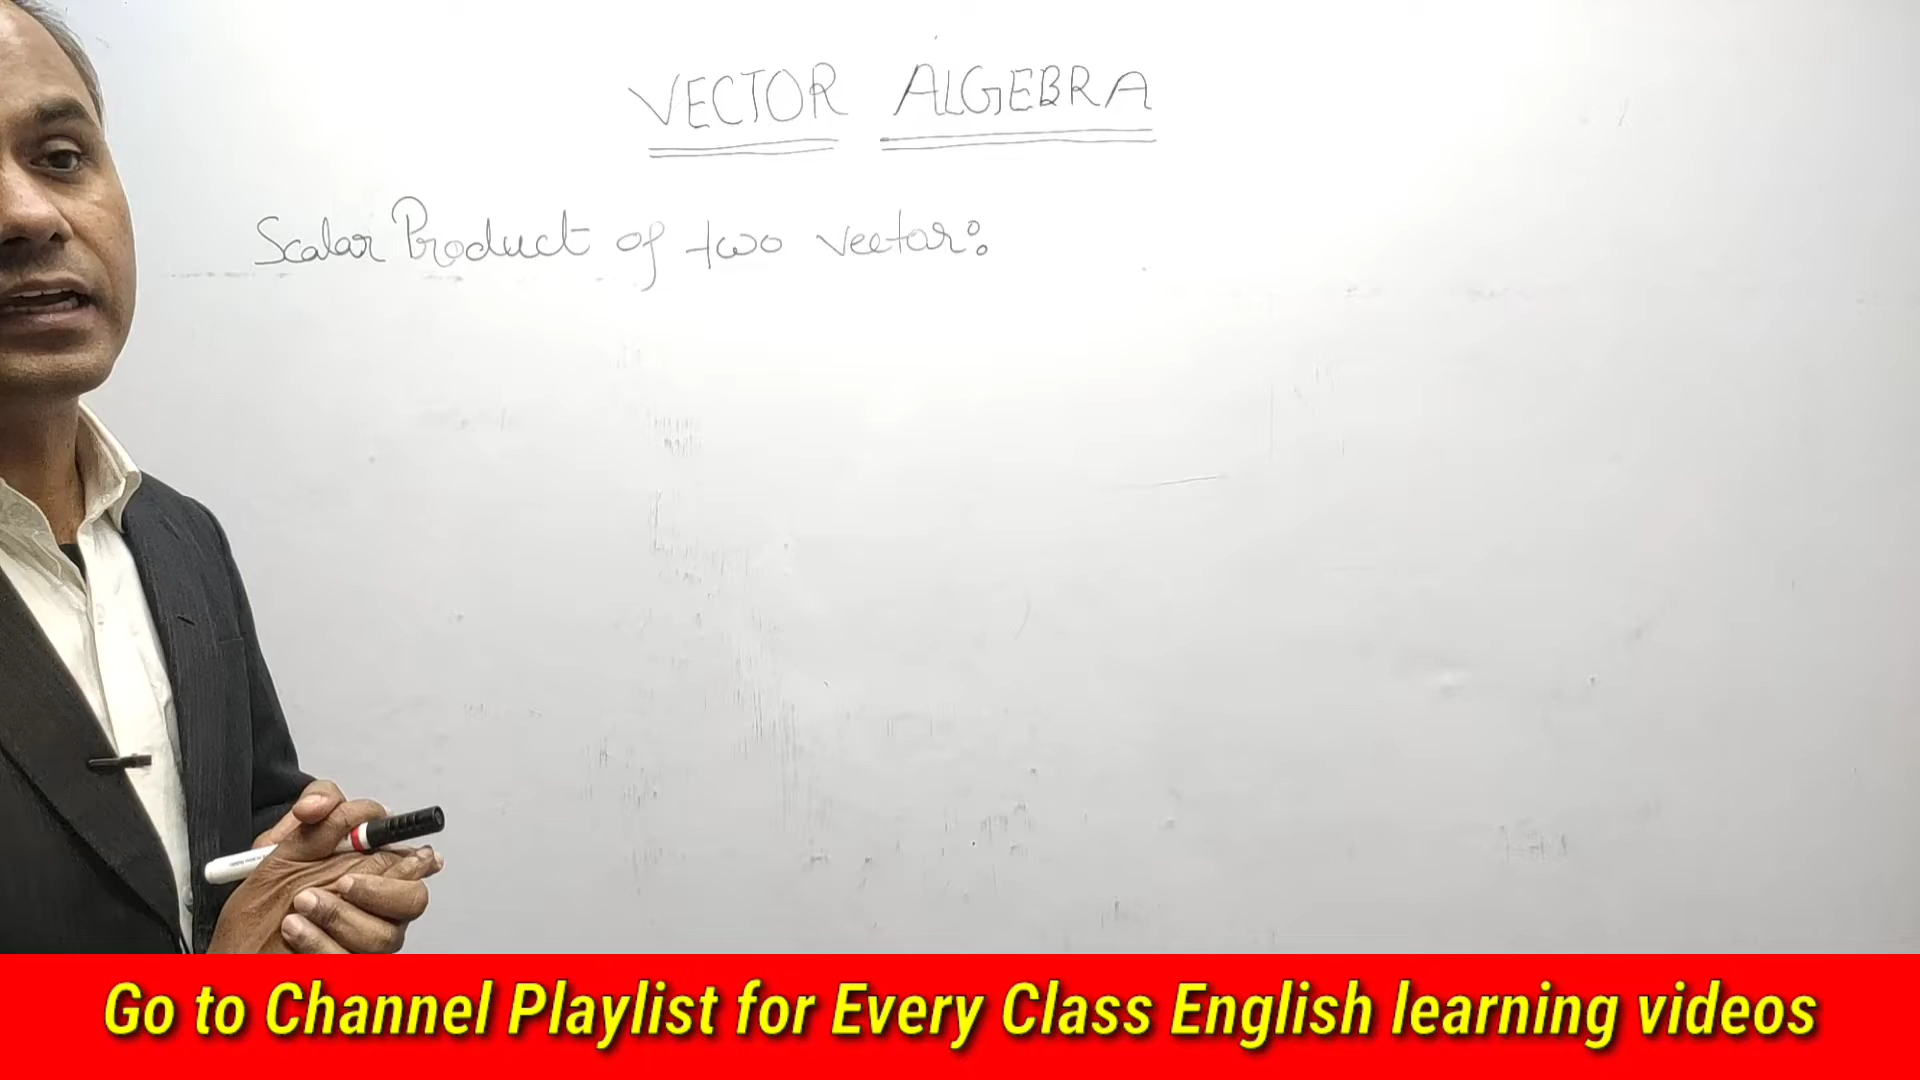 VECTOR ALGEBRA
Scalar Product of two vector:
Go to Channel Playlist for Every Class English learning videos